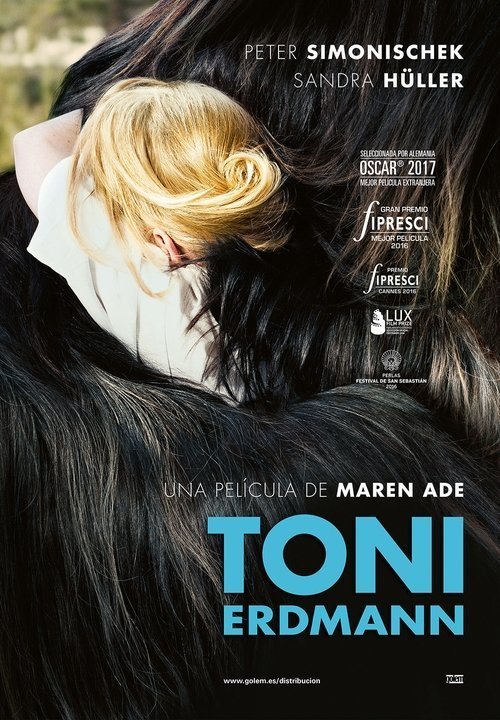 PETER SIMONISCHEK
SANDRA HÜLLER
SELECCIONADA POR ALEMANIA
OSCAR® 2017
MEJOR PELÍCULA EXTRANJERA
GRAN PREMIO
FIPRESCI
MEJOR PELÍCULA
2016
PREMIO
FIPRESCI
CANNES 2016
LUX
FILM PRIZE
PERLAS
FESTIVAL DE SAN SEBASTIÁN
2016
UNA PELÍCULA DE MAREN ADE
TONI
ERDMANN
www.golem.es/distribucion